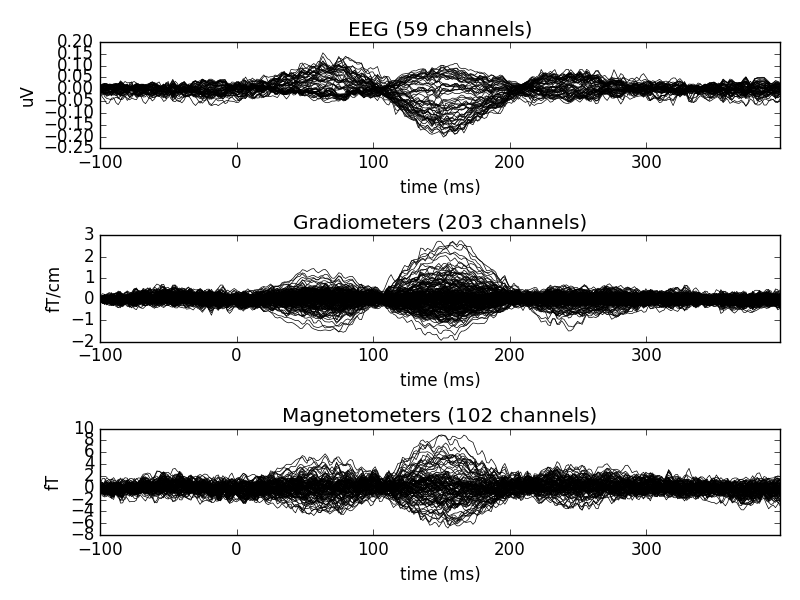 EEG (59 channels)
0.20
0.15
0.10
0.05
0.00
−0.05
−0.10
−0.15
−0.20
−0.25
uV
−100 0 100 200 300
time (ms)
Gradiometers (203 channels)
3
2
1
0
−1
−2
fT/cm
−100 0 100 200 300
time (ms)
Magnetometers (102 channels)
10
8
6
4
2
0
−2
−4
−6
−8
fT
−100 0 100 200 300
time (ms)